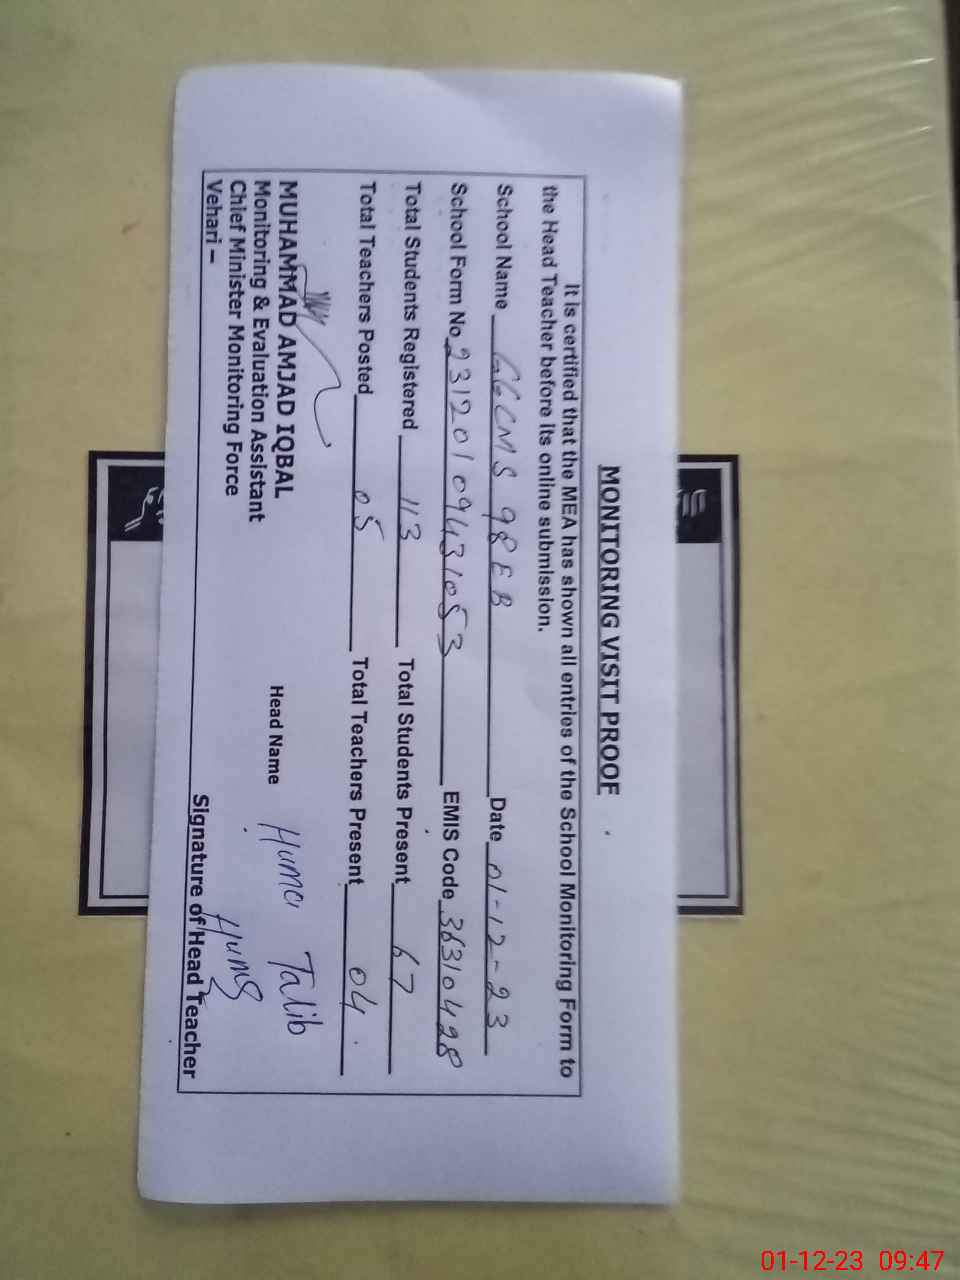 MONITORING VISIT PROOF
It is certified that the MEA has shown all entries of the School Monitoring Form to
the Head Teacher before its online submission.
School Name GGCMS 98EB Date 01-12-23
School Form No 23120109431053 EMIS Code 36310428
Total Students Registered 113 Total Students Present 67
Total Teachers Posted 05 Total Teachers Present 04
MUHAMMAD AMJAD IQBAL Head Name Huma Talib
Monitoring & Evaluation Assistant
Chief Minister Monitoring Force Huma
Vehari – Signature of Head Teacher
01-12-23 09:47